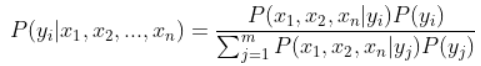 P(y_i|x_1, x_2, ..., x_n) = \frac{P(x_1, x_2, x_n|y_i)P(y_i)}{\sum_{j=1}^{m} P(x_1, x_2, x_n|y_j)P(y_j)}